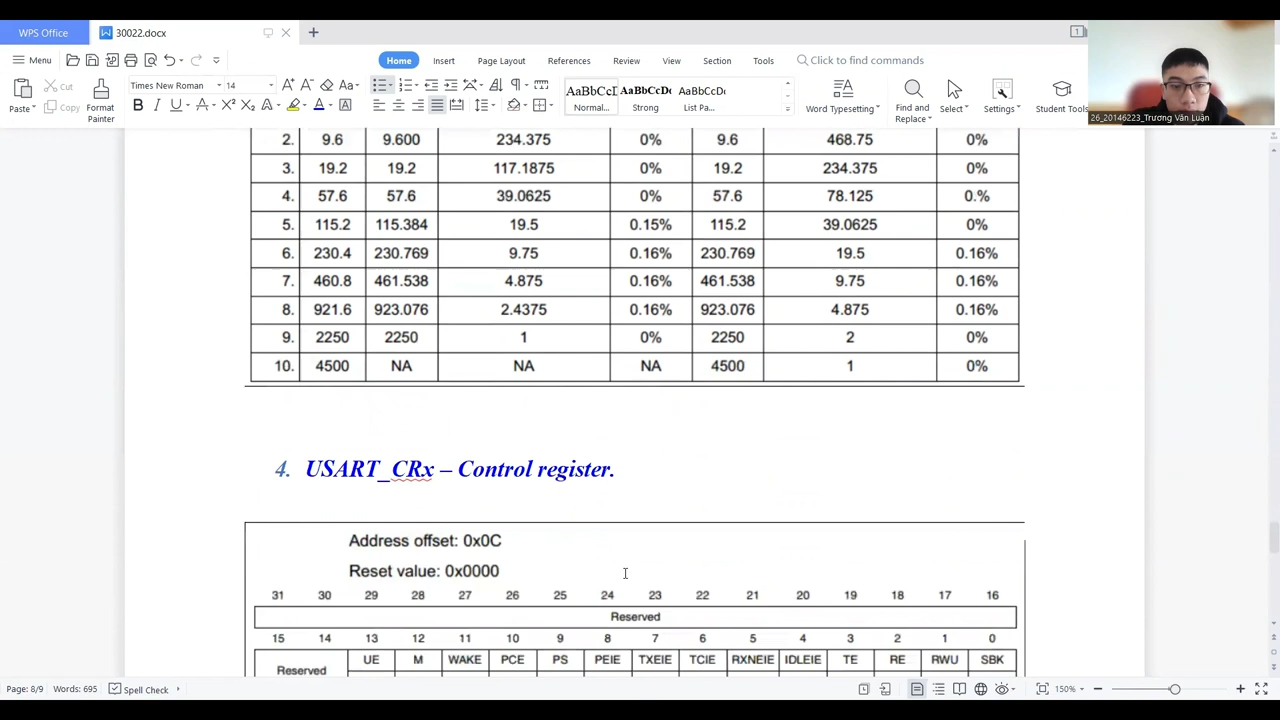 WPS Office
30022.docx
Menu
Home
Insert
Page Layout
References
Review
View
Section
Tools
Click to find commands
Paste
Cut
Copy
Format
Painter
Times New Roman
14
AaBbCcD
AaBbCcDc
AaBbCcDc
Normal...
Strong
List Pa...
Word Typesetting
Find and
Replace
Select
Settings
Student Tools
26_20146223_Trương Văn Luận
2. 9.6 9.600 234.375 0% 9.6 468.75 0%
3. 19.2 19.2 117.1875 0% 19.2 234.375 0%
4. 57.6 57.6 39.0625 0% 57.6 78.125 0.%
5. 115.2 115.384 19.5 0.15% 115.2 39.0625 0%
6. 230.4 230.769 9.75 0.16% 230.769 19.5 0.16%
7. 460.8 461.538 4.875 0.16% 461.538 9.75 0.16%
8. 921.6 923.076 2.4375 0.16% 923.076 4.875 0.16%
9. 2250 2250 1 0% 2250 2 0%
10. 4500 NA NA NA 4500 1 0%
4. USART_CRx – Control register.
Address offset: 0x0C
Reset value: 0x0000
31 30 29 28 27 26 25 24 23 22 21 20 19 18 17 16
Reserved
15 14 13 12 11 10 9 8 7 6 5 4 3 2 1 0
Reserved UE M WAKE PCE PS PEIE TXEIE TCIE RXNEIE IDLEIE TE RE RWU SBK
Page: 8/9 Words: 695 Spell Check 150%